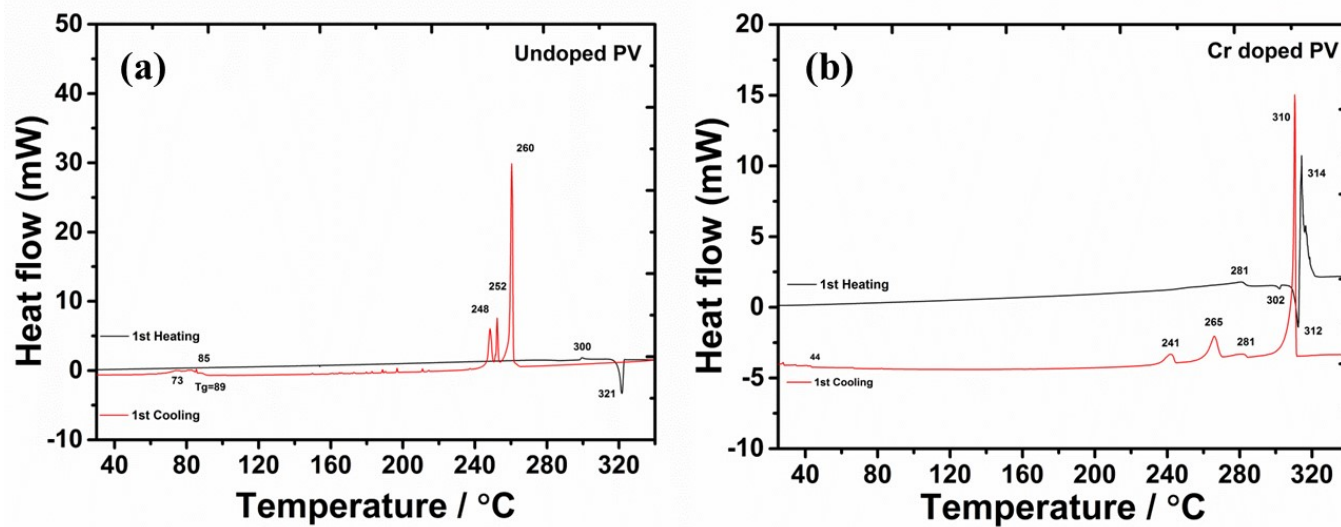 (a)
Undoped PV
50
40
30
20
10
0
-10
Heat flow (mW)
260
252
248
300
321
85
73
Tg=89
1st Heating
1st Cooling
40 80 120 160 200 240 280 320
Temperature / °C
(b)
Cr doped PV
20
15
10
5
0
-5
-10
Heat flow (mW)
310
314
281
302
312
265
241
281
44
1st Heating
1st Cooling
40 80 120 160 200 240 280 320
Temperature / °C